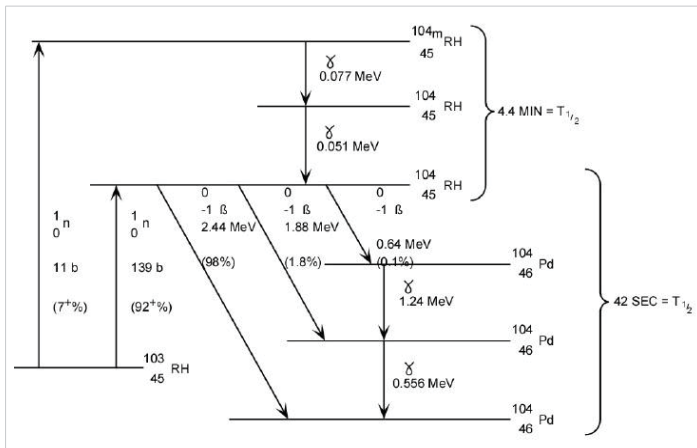 104m
45 RH
γ
0.077 MeV
104
45 RH
4.4 MIN = T1/2
γ
0.051 MeV
104
45 RH
0 0 0
-1 β -1 β -1 β
1 n 1 n
0 0
2.44 MeV 1.88 MeV
0.64 MeV
11 b 139 b
(98%) (1.8%) (0.1%)
104
46 Pd
(7+%) (92+%)
γ
1.24 MeV
42 SEC = T1/2
104
46 Pd
103
45 RH
γ
0.556 MeV
104
46 Pd